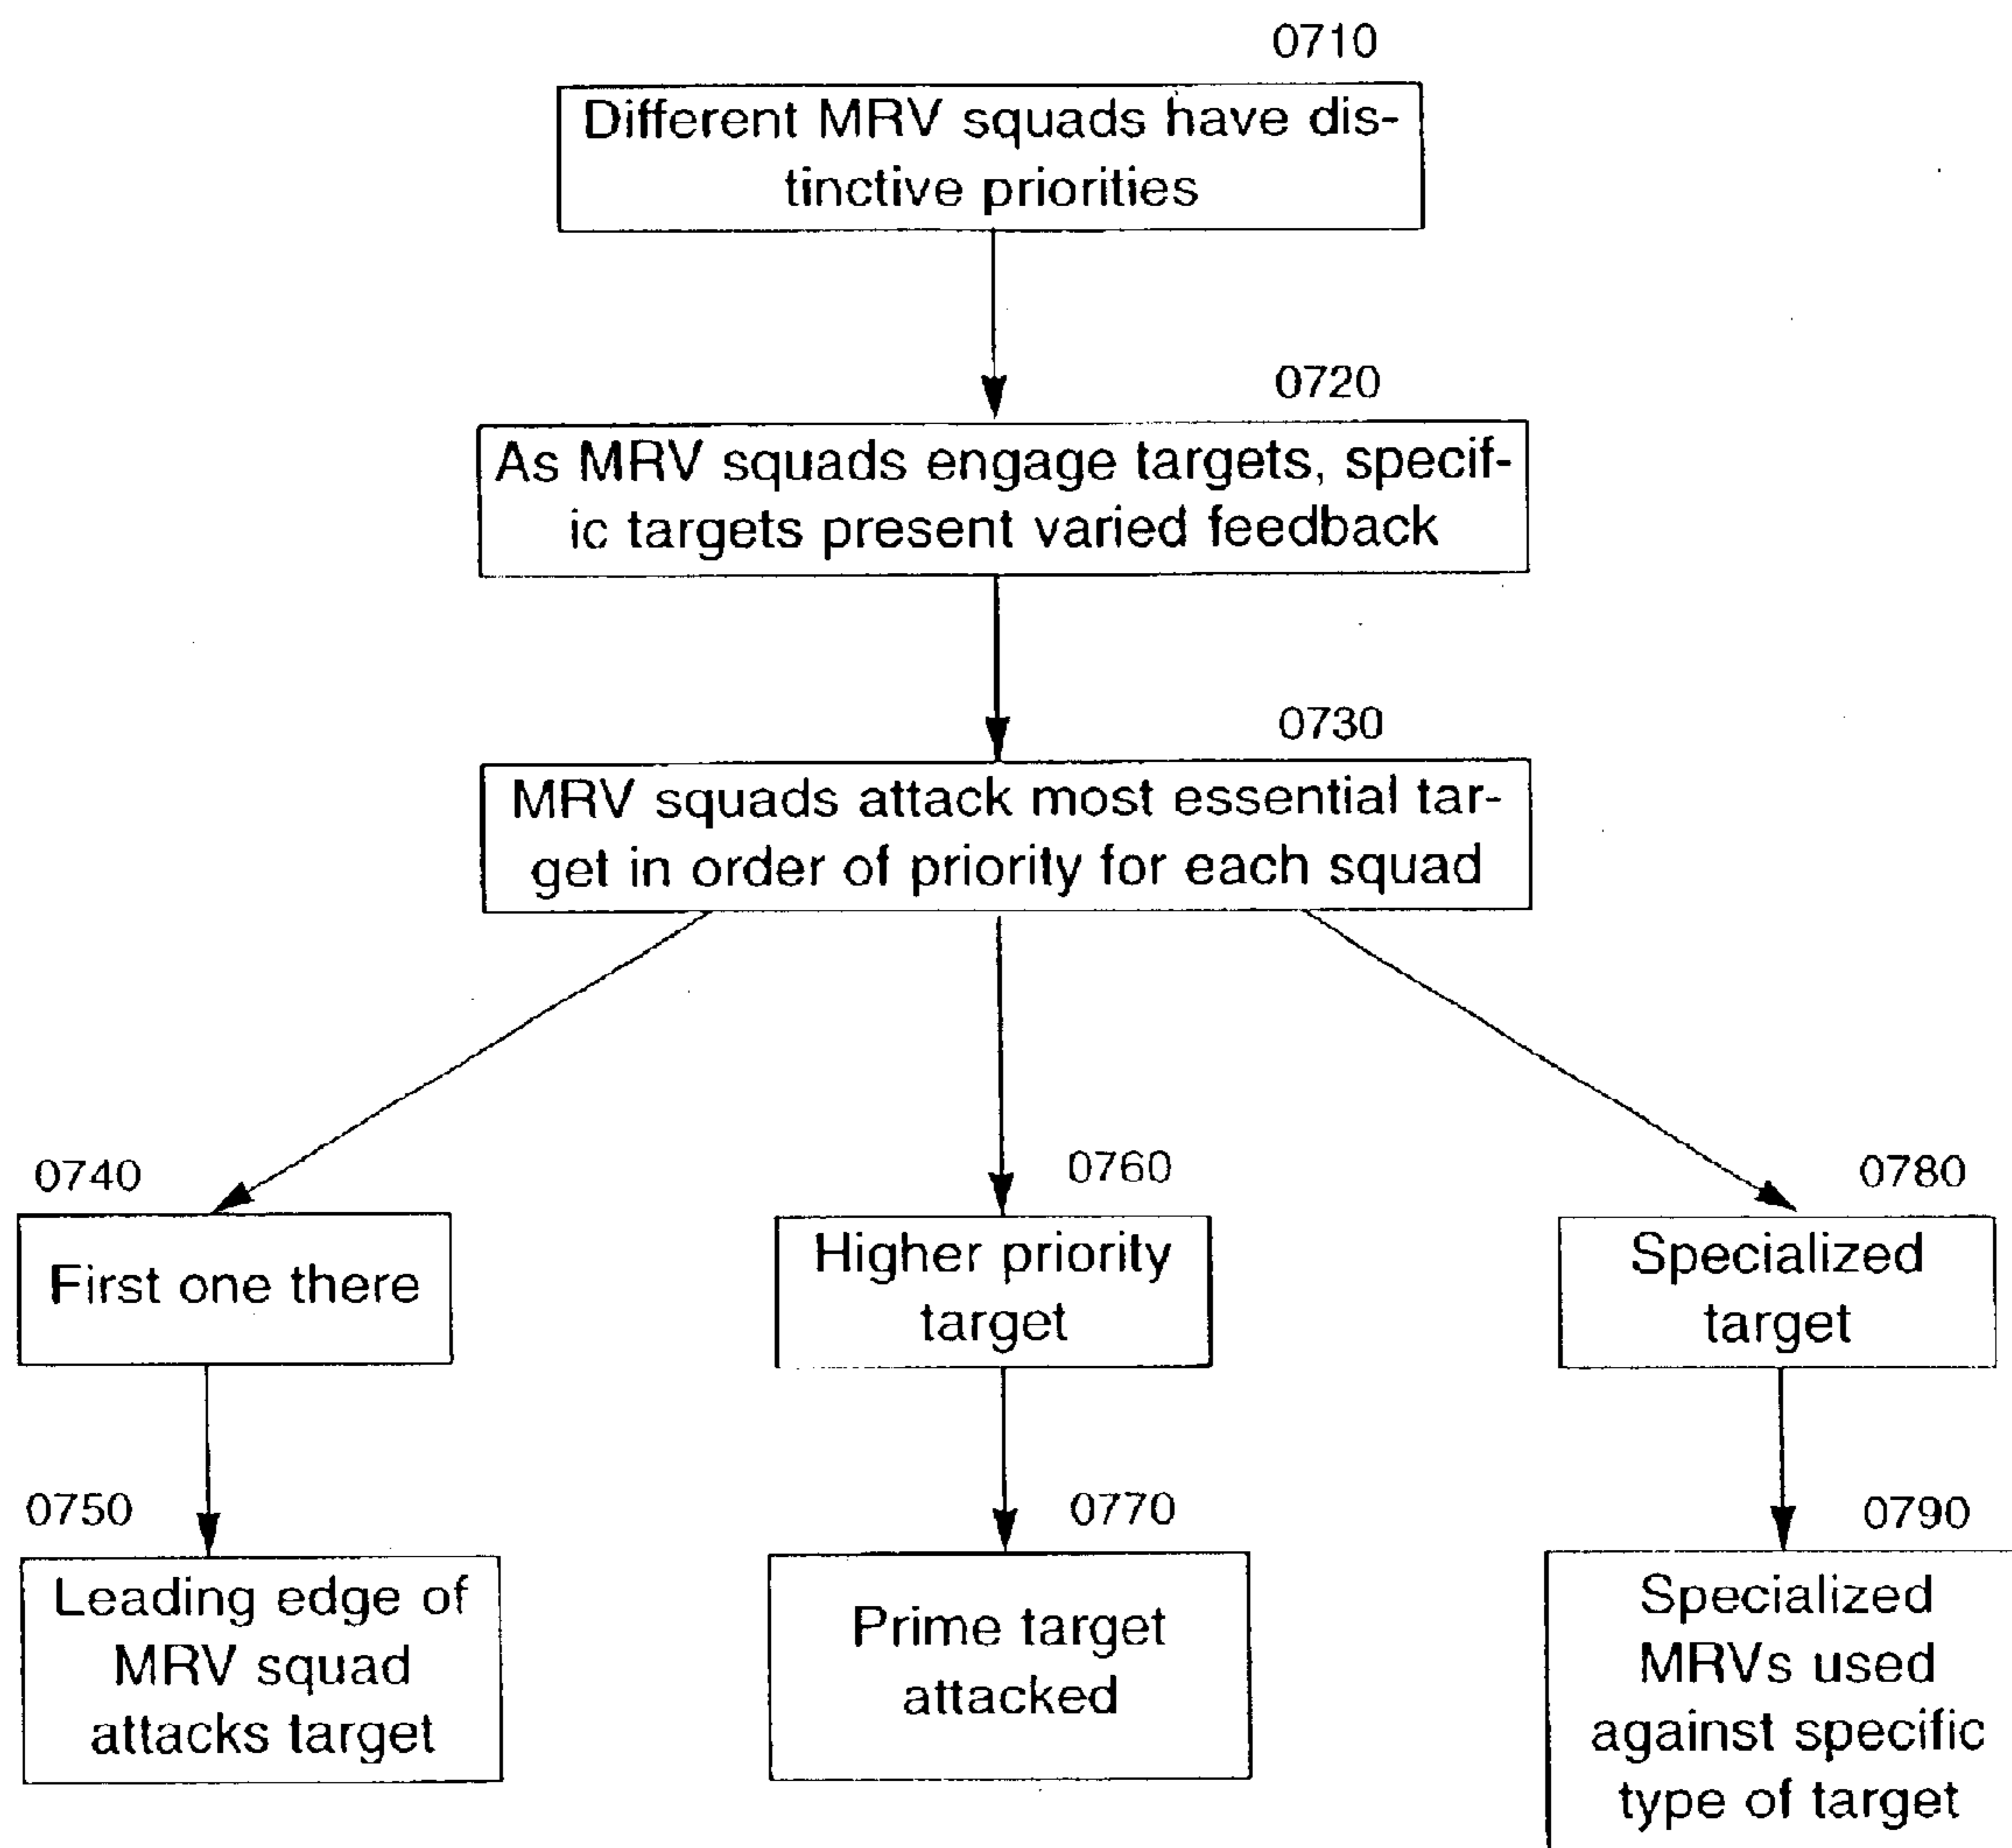 0710
Different MRV squads have dis-
tinctive priorities
0720
As MRV squads engage targets, specif-
ic targets present varied feedback
0730
MRV squads attack most essential tar-
get in order of priority for each squad
0740
First one there
0760
Higher priority
target
0780
Specialized
target
0750
Leading edge of
MRV squad
attacks target
0770
Prime target
attacked
0790
Specialized
MRVs used
against specific
type of target